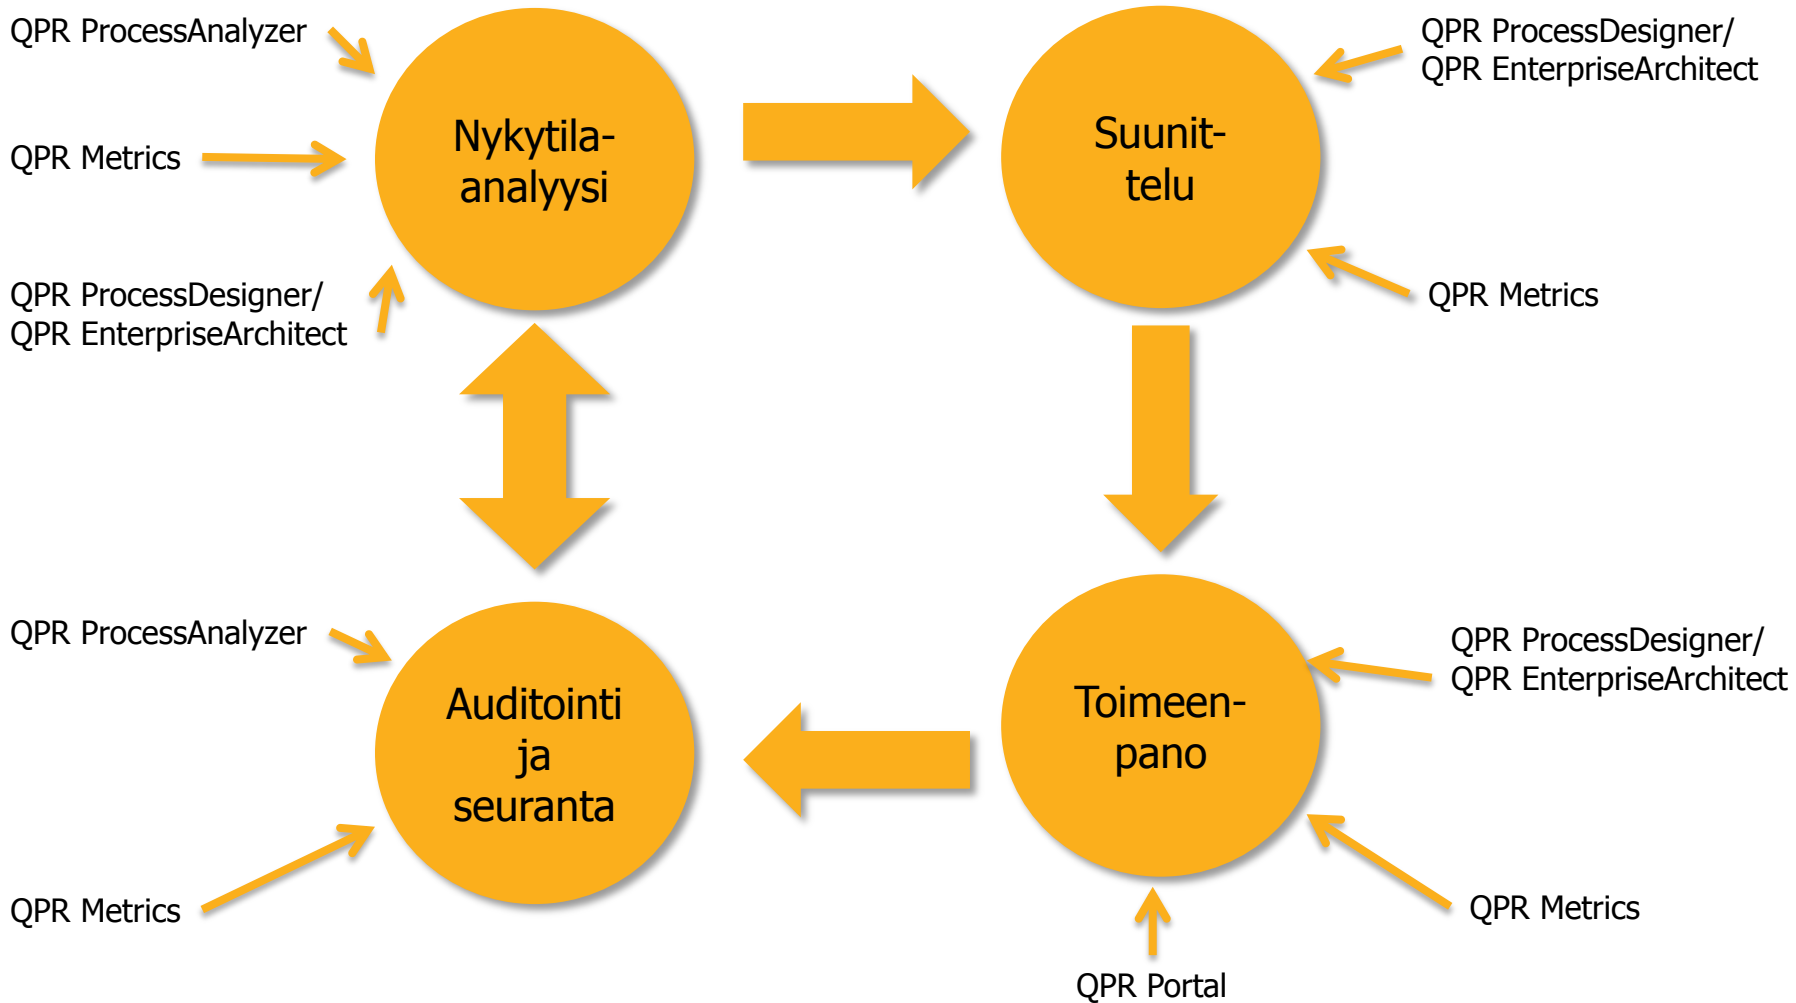 QPR ProcessAnalyzer
QPR Metrics
QPR ProcessDesigner/
QPR EnterpriseArchitect
Nykytila-
analyysi
Suunit-
telu
QPR ProcessDesigner/
QPR EnterpriseArchitect
QPR Metrics
QPR ProcessAnalyzer
QPR Metrics
Auditointi
ja
seuranta
Toimeen-
pano
QPR ProcessDesigner/
QPR EnterpriseArchitect
QPR Metrics
QPR Portal